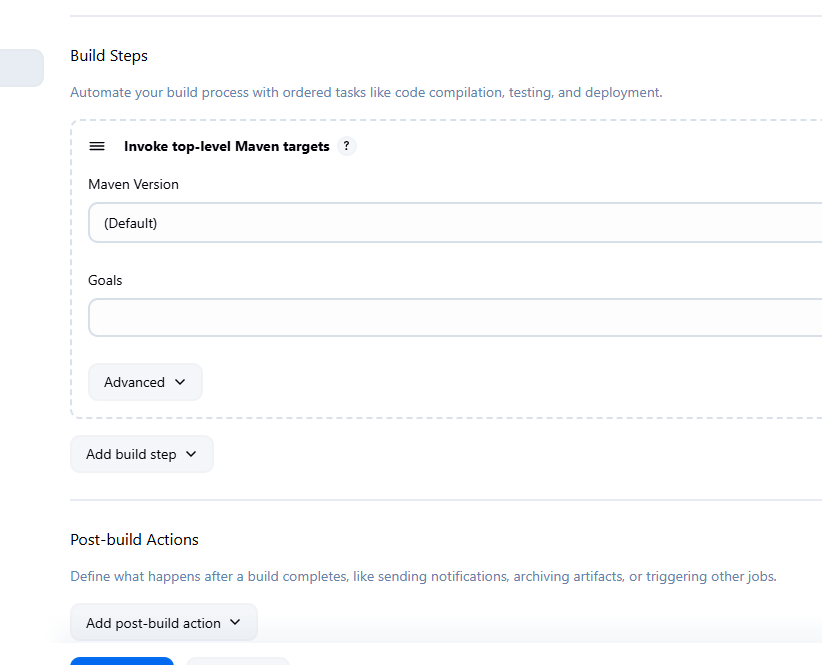 Build Steps
Automate your build process with ordered tasks like code compilation, testing, and deployment.
Invoke top-level Maven targets ?
Maven Version
(Default)
Goals
Advanced
Add build step
Post-build Actions
Define what happens after a build completes, like sending notifications, archiving artifacts, or triggering other jobs.
Add post-build action